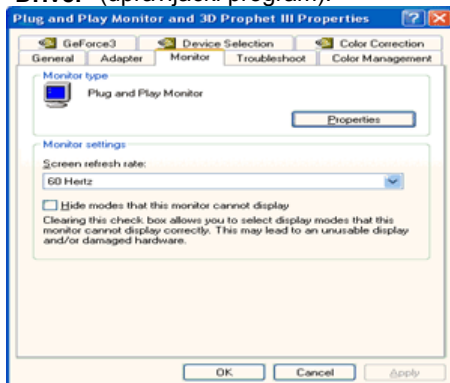 "Driver" (upravljački program).
Plug and Play Monitor and 3D Prophet III Properties
GeForce3 Device Selection Color Correction
General Adapter Monitor Troubleshoot Color Management
Monitor type
Plug and Play Monitor
Properties
Monitor settings
Screen refresh rate:
60 Hertz
Hide modes that this monitor cannot display
Clearing this check box allows you to select display modes that this
monitor cannot display correctly. This may lead to an unusable display
and/or damaged hardware.
OK Cancel Apply